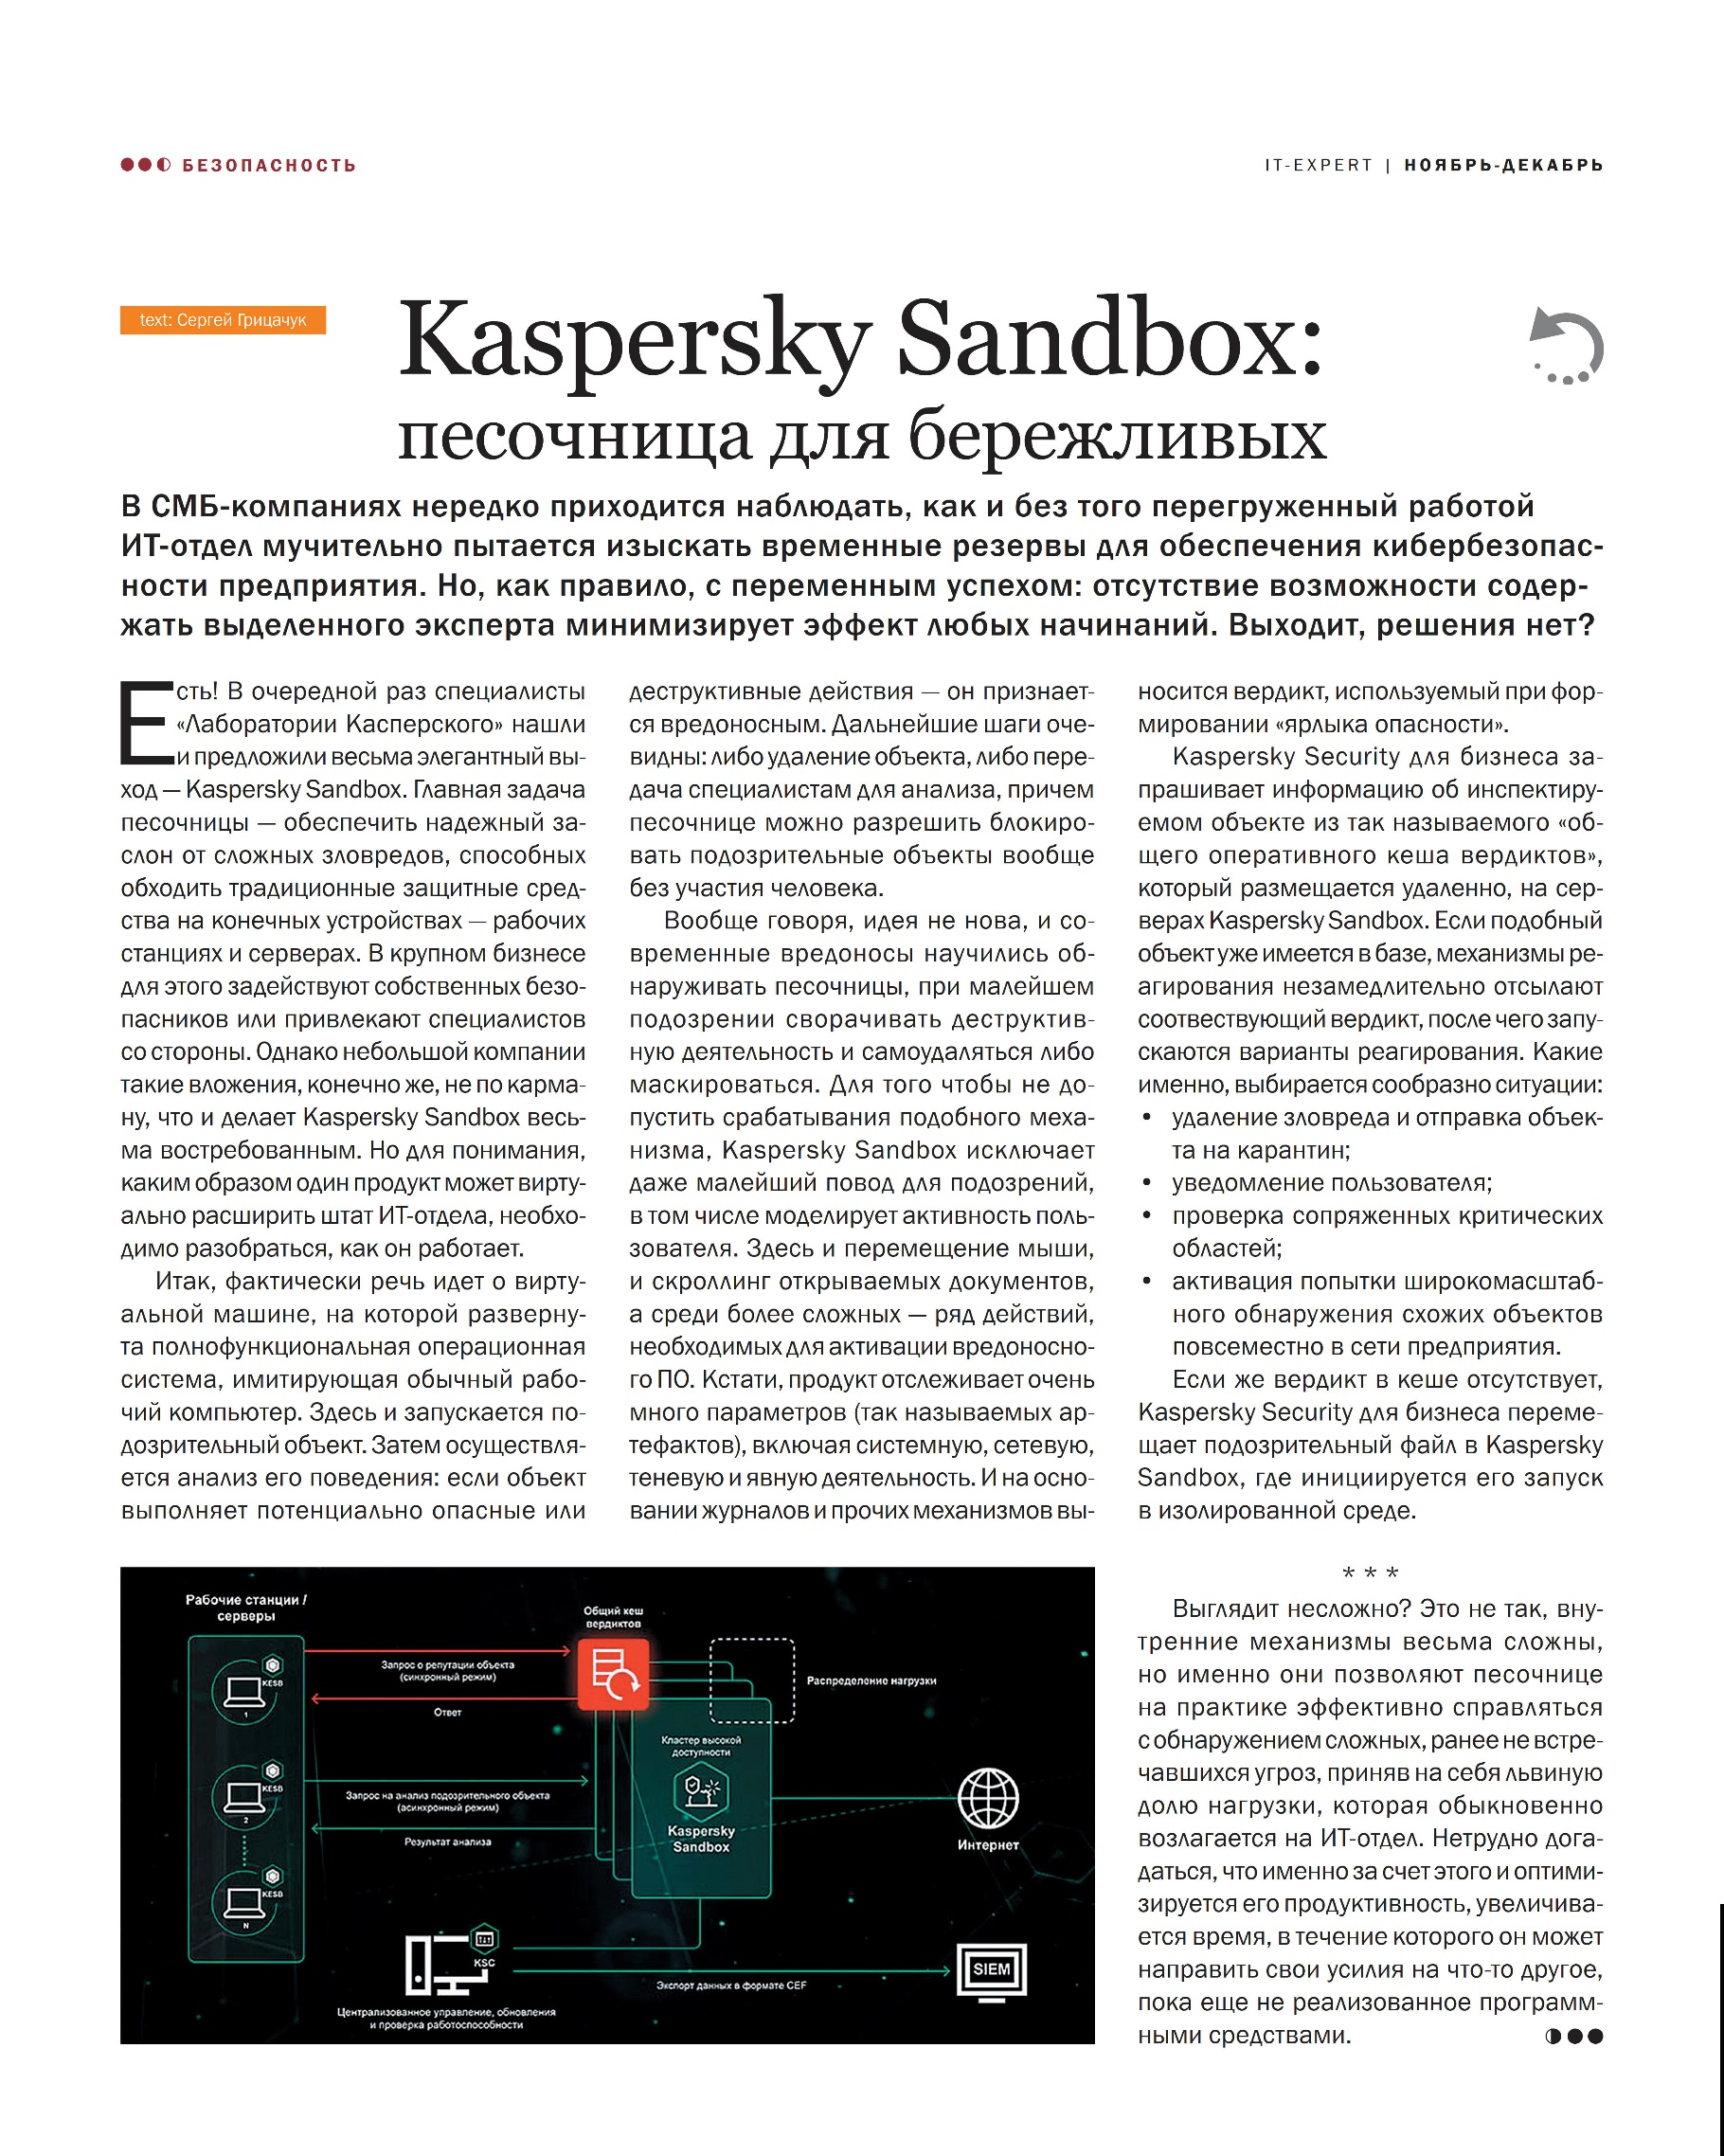 БЕЗОПАСНОСТЬ
IT-EXPERT | НОЯБРЬ-ДЕКАБРЬ
text: Сергей Грицачук
Kaspersky Sandbox:
песочница для бережливых
В СМБ-компаниях нередко приходится наблюдать, как и без того перегруженный работой
ИТ-отдел мучительно пытается изыскать временные резервы для обеспечения кибербезопас-
ности предприятия. Но, как правило, с переменным успехом: отсутствие возможности содер-
жать выделенного эксперта минимизирует эффект любых начинаний. Выходит, решения нет?
Есть! В очередной раз специалисты
«Лаборатории Касперского» нашли
и предложили весьма элегантный вы-
ход — Kaspersky Sandbox. Главная задача
песочницы — обеспечить надежный за-
слон от сложных зловредов, способных
обходить традиционные защитные сред-
ства на конечных устройствах — рабочих
станциях и серверах. В крупном бизнесе
для этого задействуют собственных безо-
пасников или привлекают специалистов
со стороны. Однако небольшой компании
такие вложения, конечно же, не по карма-
ну, что и делает Kaspersky Sandbox весь-
ма востребованным. Но для понимания,
каким образом один продукт может вирту-
ально расширить штат ИТ-отдела, необхо-
димо разобраться, как он работает.
Итак, фактически речь идет о вирту-
альной машине, на которой разверну-
та полнофункциональная операционная
система, имитирующая обычный рабо-
чий компьютер. Здесь и запускается по-
дозрительный объект. Затем осуществля-
ется анализ его поведения: если объект
выполняет потенциально опасные или
деструктивные действия — он признает-
ся вредоносным. Дальнейшие шаги оче-
видны: либо удаление объекта, либо пере-
дача специалистам для анализа, причем
песочнице можно разрешить блокиро-
вать подозрительные объекты вообще
без участия человека.
Вообще говоря, идея не нова, и со-
временные вредоносы научились об-
наруживать песочницы, при малейшем
подозрении сворачивать деструктив-
ную деятельность и самоудаляться либо
маскироваться. Для того чтобы не до-
пустить срабатывания подобного меха-
низма, Kaspersky Sandbox исключает
даже малейший повод для подозрений,
в том числе моделирует активность поль-
зователя. Здесь и перемещение мыши,
и скроллинг открываемых документов,
а среди более сложных — ряд действий,
необходимых для активации вредоносно-
го ПО. Кстати, продукт отслеживает очень
много параметров (так называемых ар-
тефактов), включая системную, сетевую,
теневую и явную деятельность. И на осно-
вании журналов и прочих механизмов вы-
носится вердикт, используемый при фор-
мировании «ярлыка опасности».
Kaspersky Security для бизнеса за-
прашивает информацию об инспектиру-
емом объекте из так называемого «об-
щего оперативного кеша вердиктов»,
который размещается удаленно, на сер-
верах Kaspersky Sandbox. Если подобный
объект уже имеется в базе, механизмы ре-
агирования незамедлительно отсылают
соотвествующий вердикт, после чего запу-
скаются варианты реагирования. Какие
именно, выбирается сообразно ситуации:
• удаление зловреда и отправка объек-
та на карантин;
• уведомление пользователя;
• проверка сопряженных критических
областей;
• активация попытки широкомасштаб-
ного обнаружения схожих объектов
повсеместно в сети предприятия.
Если же вердикт в кеше отсутствует,
Kaspersky Security для бизнеса переме-
щает подозрительный файл в Kaspersky
Sandbox, где инициируется его запуск
в изолированной среде.
* * *
Выглядит несложно? Это не так, вну-
тренние механизмы весьма сложны,
но именно они позволяют песочнице
на практике эффективно справляться
с обнаружением сложных, ранее не встре-
чавшихся угроз, приняв на себя львиную
долю нагрузки, которая обыкновенно
возлагается на ИТ-отдел. Нетрудно дога-
даться, что именно за счет этого и оптими-
зируется его продуктивность, увеличива-
ется время, в течение которого он может
направить свои усилия на что-то другое,
пока еще не реализованное программ-
ными средствами.
Рабочие станции /
серверы
KESB
1
KESB
2
KESB
N
Запрос о репутации объекта
(синхронный режим)
Ответ
Общий кеш
вердиктов
Распределение нагрузки
Кластер высокой
доступности
Kaspersky
Sandbox
Запрос на анализ подозрительного объекта
(асинхронный режим)
Результат анализа
Интернет
KSC
Централизованное управление, обновления
и проверка работоспособности
Экспорт данных в формате CEF
SIEM